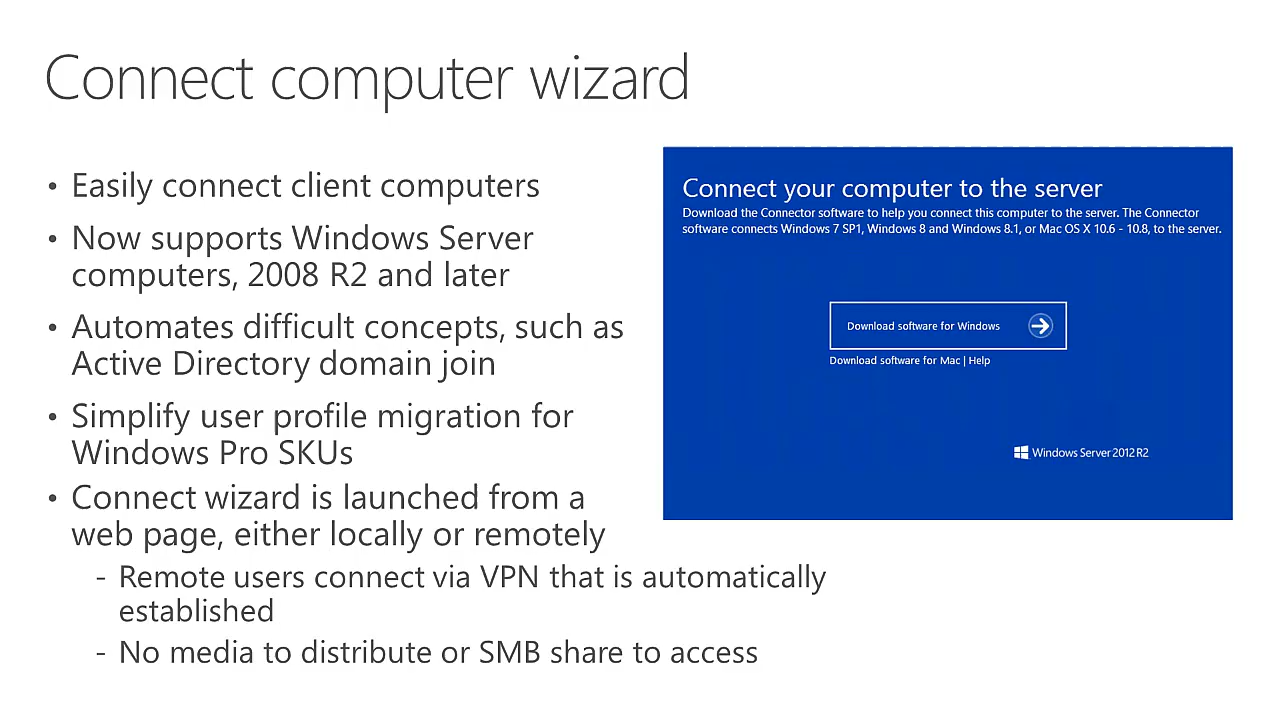 Connect computer wizard
• Easily connect client computers
• Now supports Windows Server
computers, 2008 R2 and later
• Automates difficult concepts, such as
Active Directory domain join
• Simplify user profile migration for
Windows Pro SKUs
• Connect wizard is launched from a
web page, either locally or remotely
- Remote users connect via VPN that is automatically
established
- No media to distribute or SMB share to access
Connect your computer to the server
Download the Connector software to help you connect this computer to the server. The Connector
software connects Windows 7 SP1, Windows 8 and Windows 8.1, or Mac OS X 10.6 - 10.8, to the server.
Download software for Windows
Download software for Mac | Help
Windows Server 2012 R2